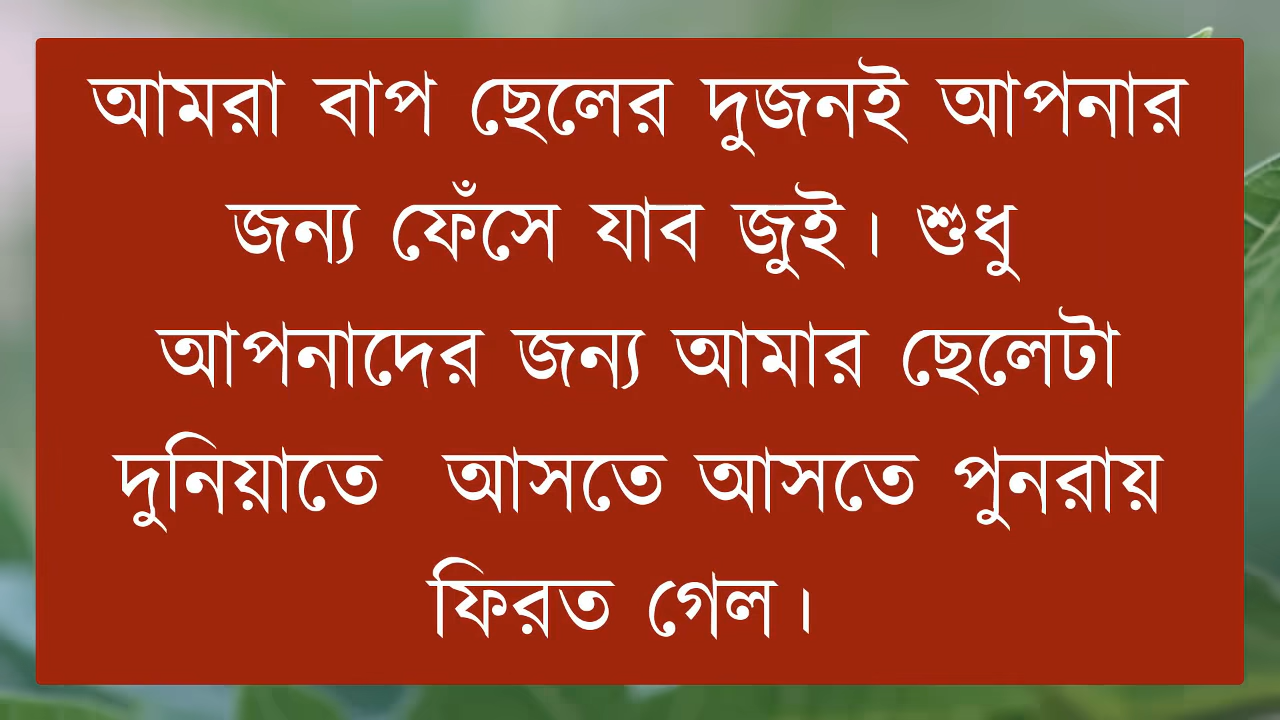 আমরা বাপ ছেলের দুজনই আপনার
জন্য ফেঁসে যাব জুই। শুধু
আপনাদের জন্য আমার ছেলেটা
দুনিয়াতে আসতে আসতে পুনরায়
ফিরত গেল।